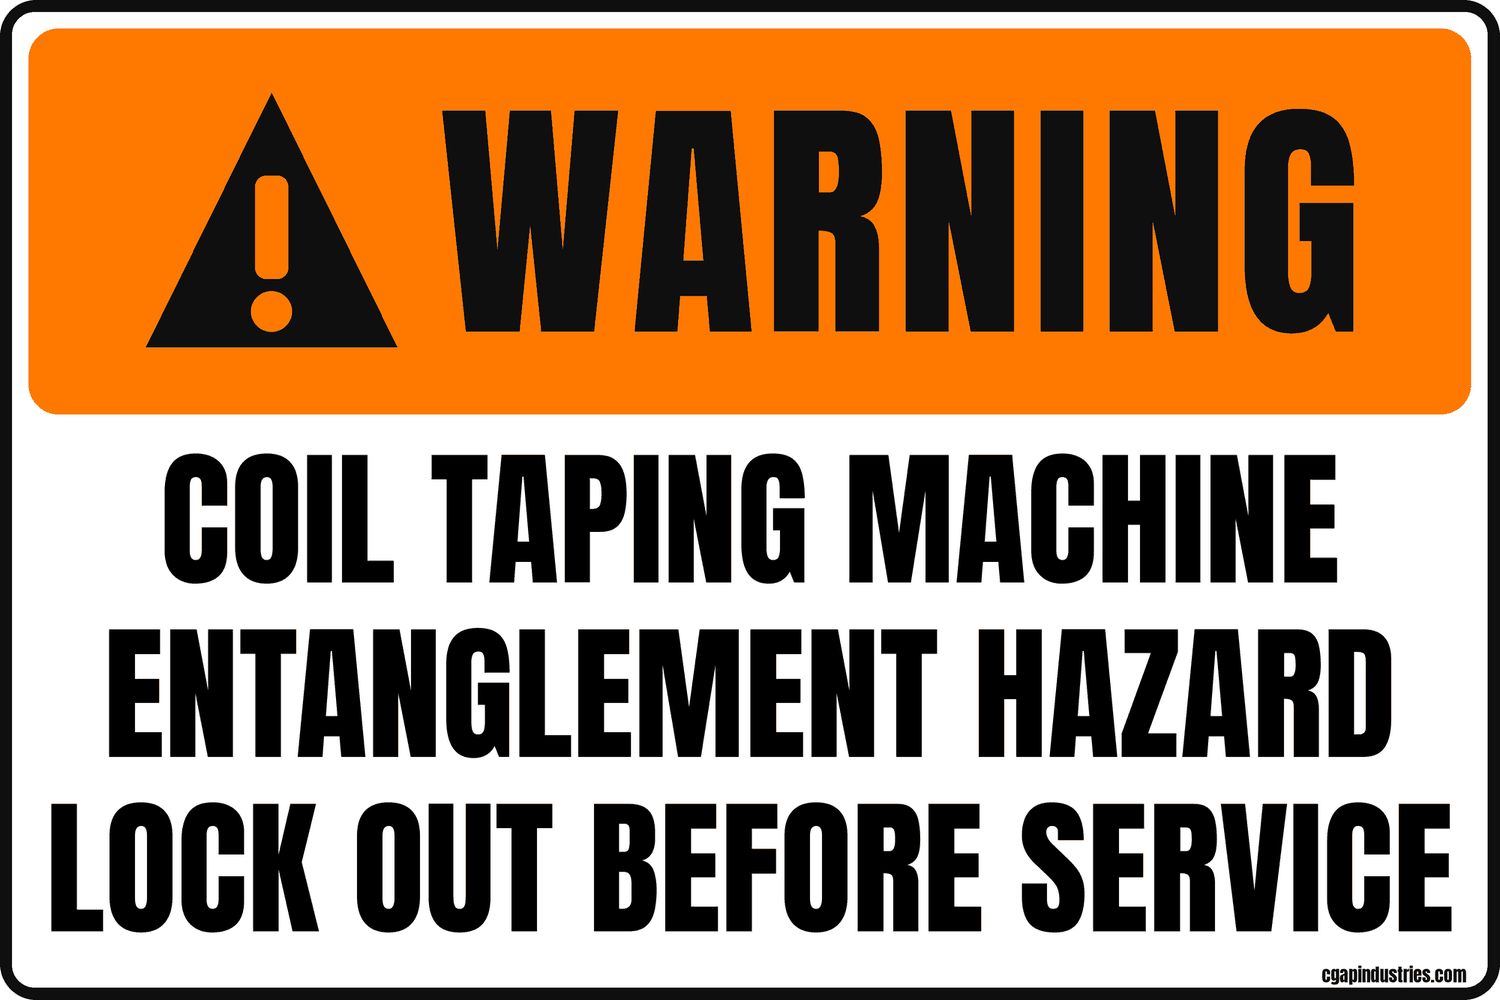 WARNING
COIL TAPING MACHINE
ENTANGLEMENT HAZARD
LOCK OUT BEFORE SERVICE
cgapindustries.com